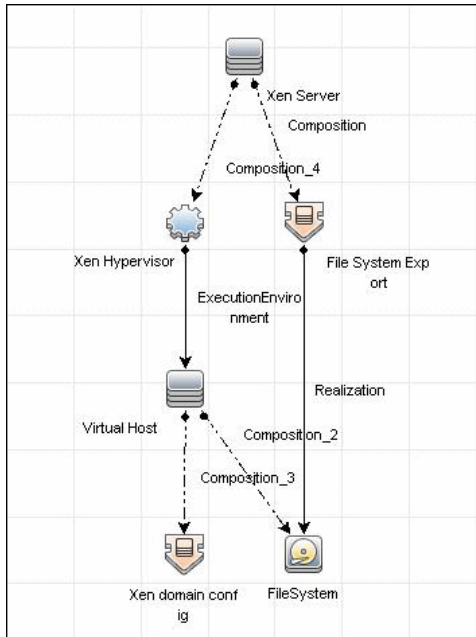 Xen Server
Composition
Composition_4
Xen Hypervisor
File System Exp
ort
ExecutionEnviro
nment
Realization
Virtual Host
Composition_2
Composition_3
Xen domain conf
ig
FileSystem